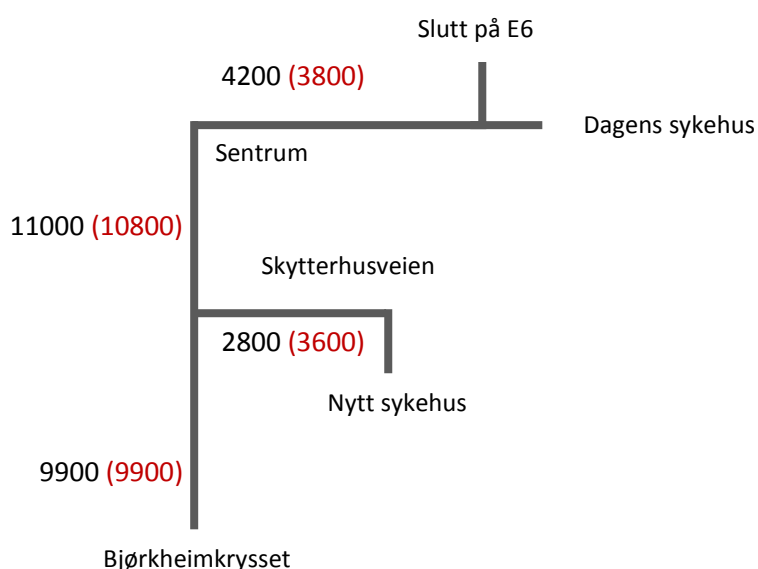 Slutt på E6
4200 (3800)
Dagens sykehus
Sentrum
11000 (10800)
Skytterhusveien
2800 (3600)
Nytt sykehus
9900 (9900)
Bjørkheimkrysset